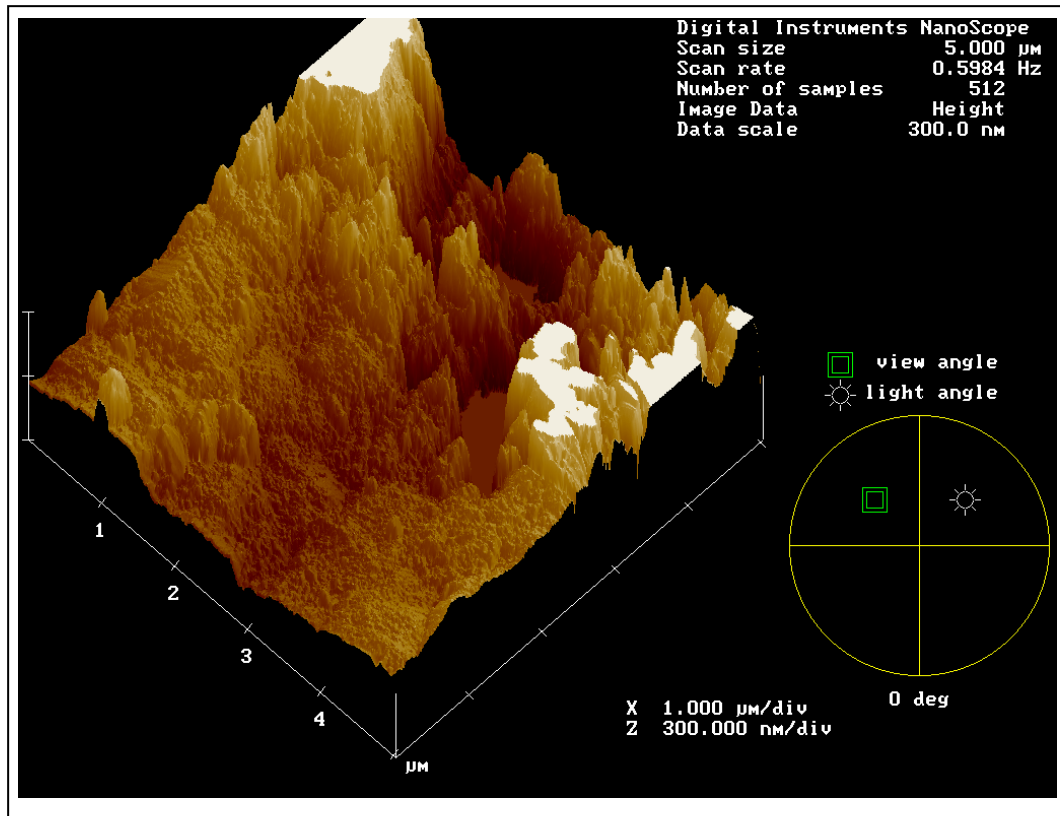 Digital Instruments NanoScope
Scan size 5.000 µm
Scan rate 0.5984 Hz
Number of samples 512
Image Data Height
Data scale 300.0 nm
view angle
light angle
1
2
3
4
µm
X 1.000 µm/div
Z 300.000 nm/div
0 deg